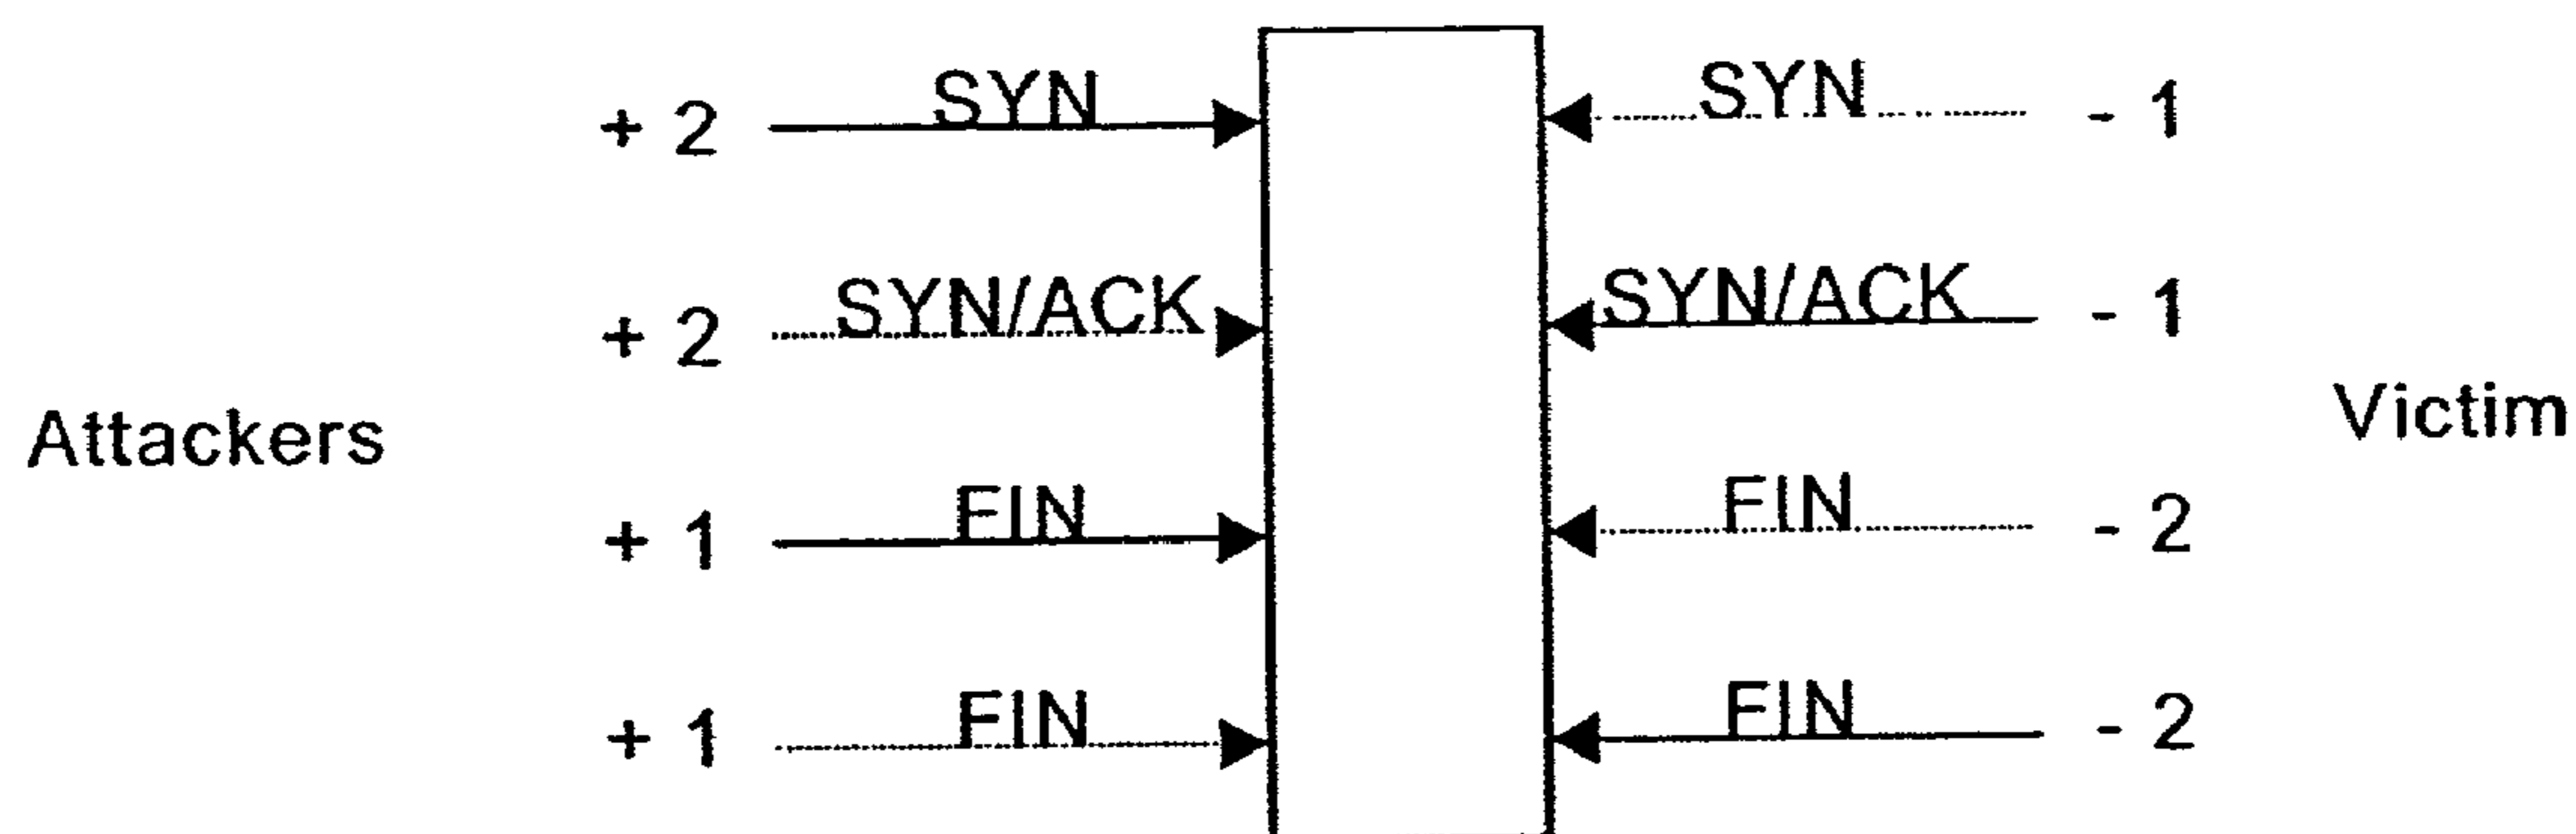 + 2 SYN SYN - 1
+ 2 SYN/ACK SYN/ACK - 1
Attackers Victim
+ 1 FIN FIN - 2
+ 1 FIN FIN - 2